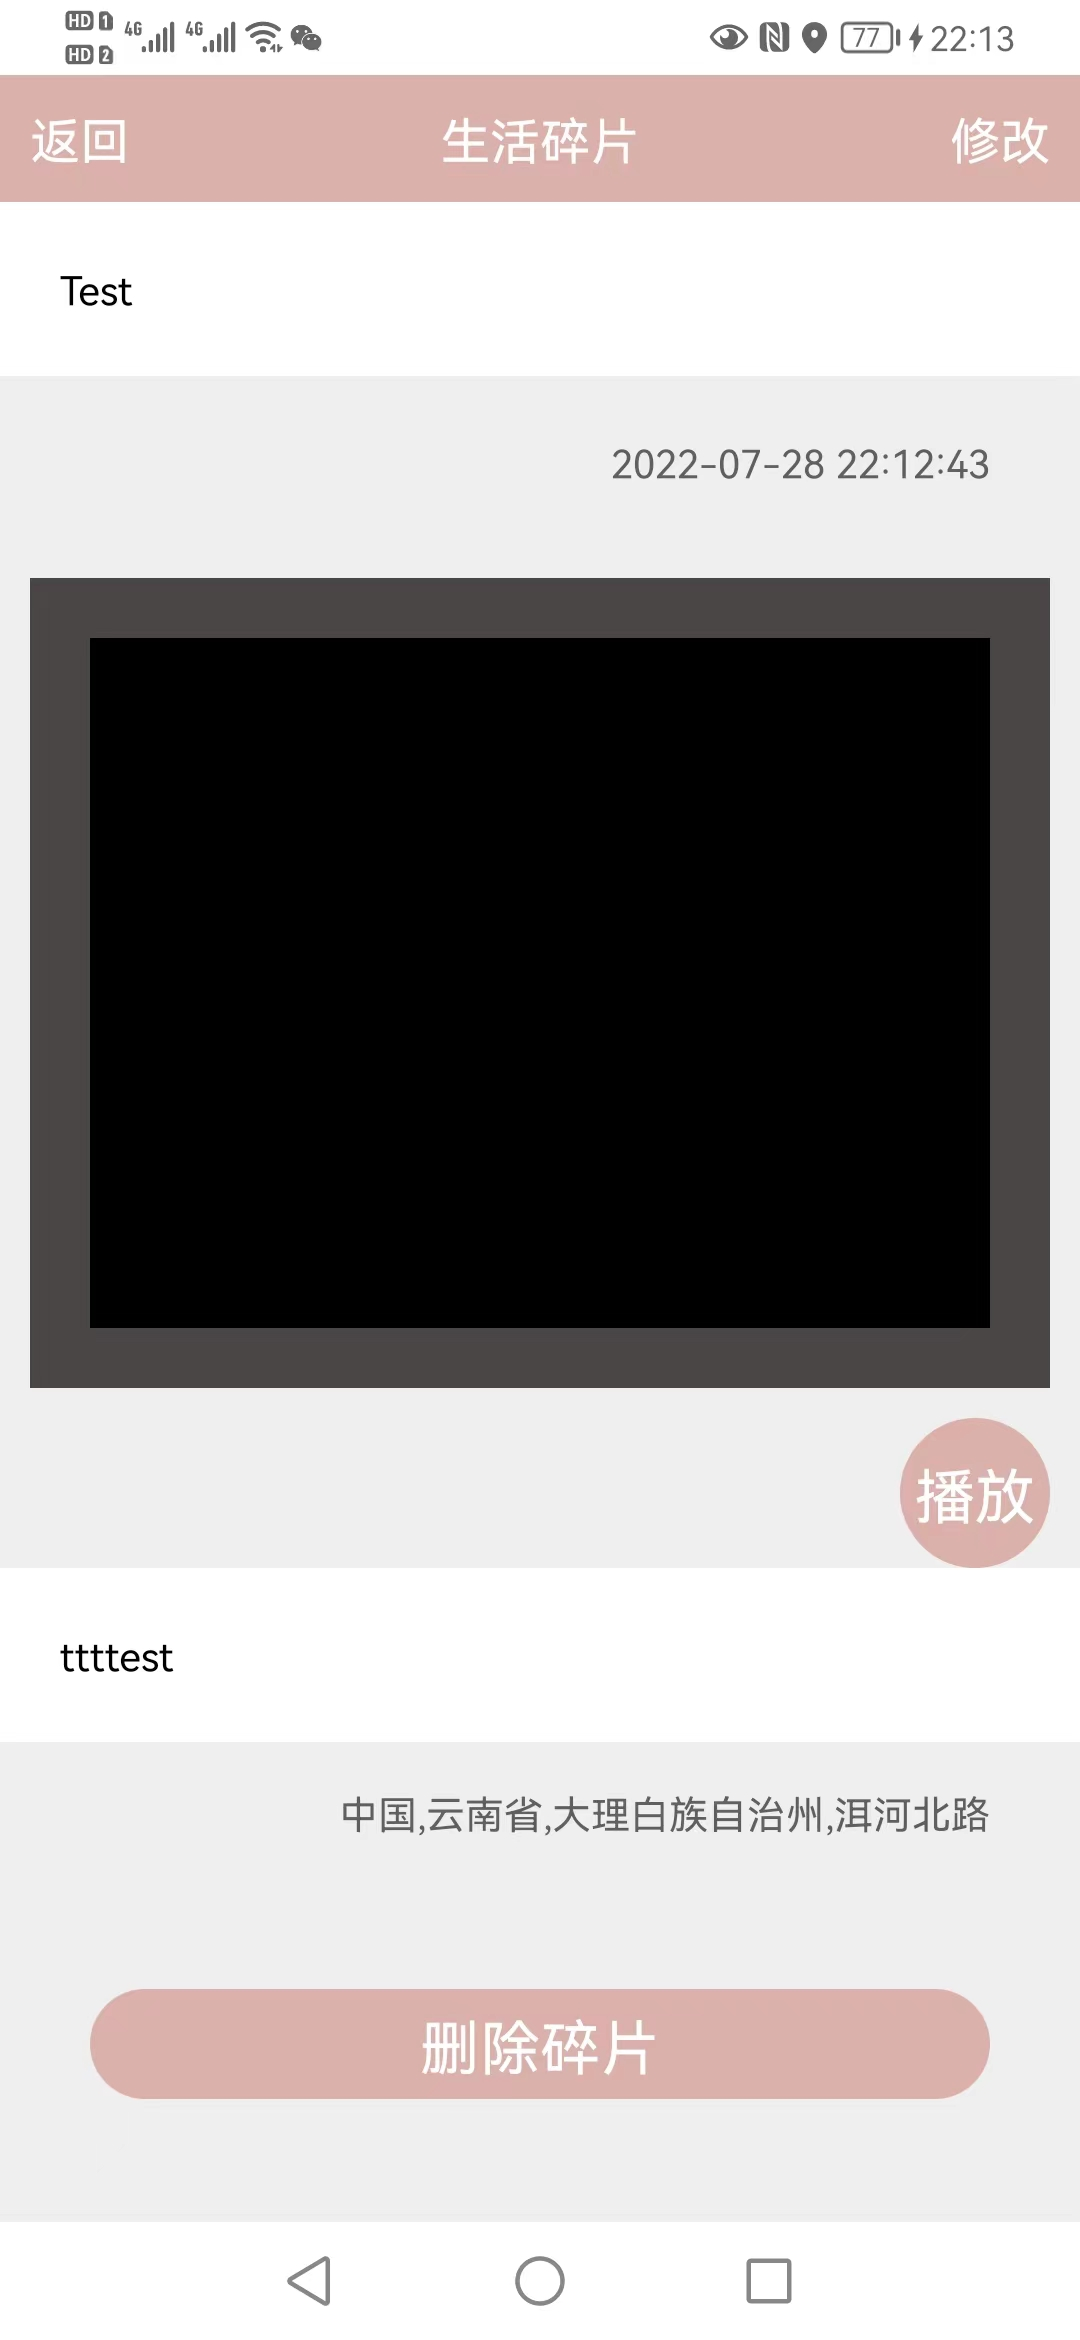 HD 1 4G 4G 77 22:13
HD 2
返回 生活碎片 修改
Test
2022-07-28 22:12:43
播放
ttttest
中国,云南省,大理白族自治州,洱河北路
删除碎片